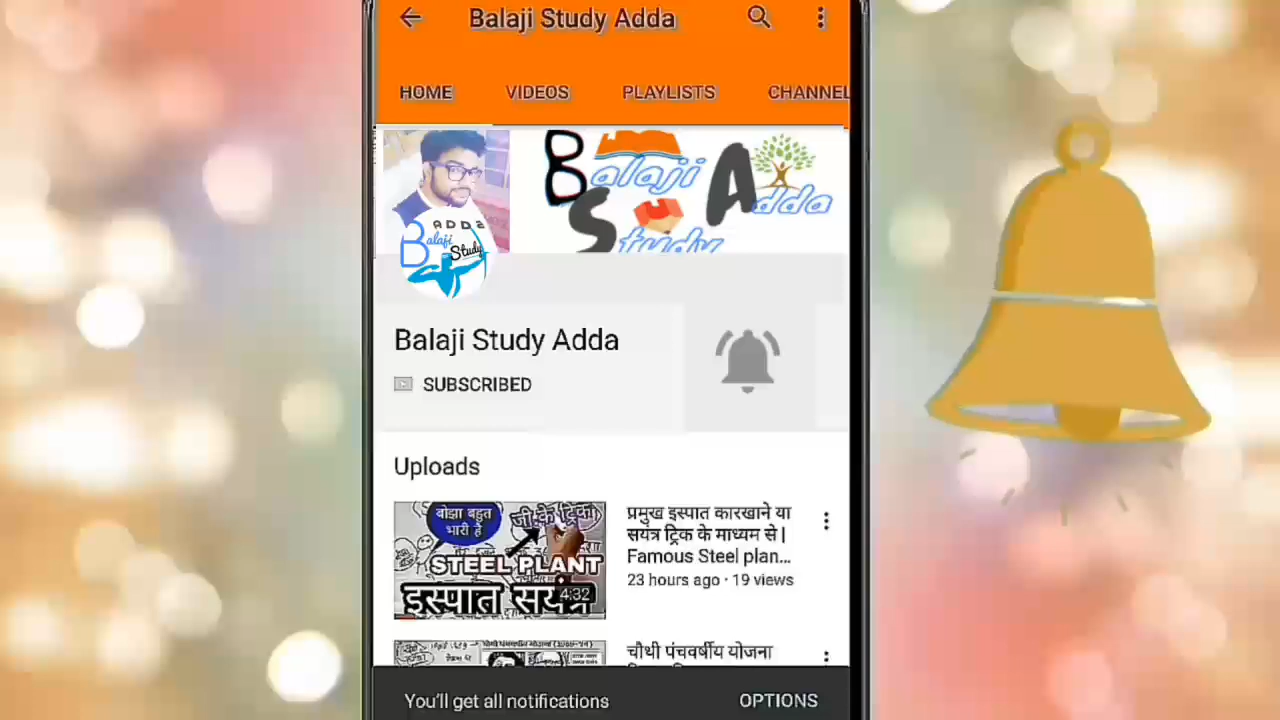 Balaji Study Adda
HOME VIDEOS PLAYLISTS CHANNEL
Balaji Adda
Study
ADDA
Balaji Study
Balaji Study Adda
SUBSCRIBED
Uploads
बोझा बहुत
भारी है
जी.के ट्रिक
STEEL PLANT
इस्पात सयंत्र
4:32
प्रमुख इस्पात कारखाने या
सयंत्र ट्रिक के माध्यम से |
Famous Steel plan...
23 hours ago · 19 views
चौथी पंचवर्षीय योजना
You'll get all notifications OPTIONS